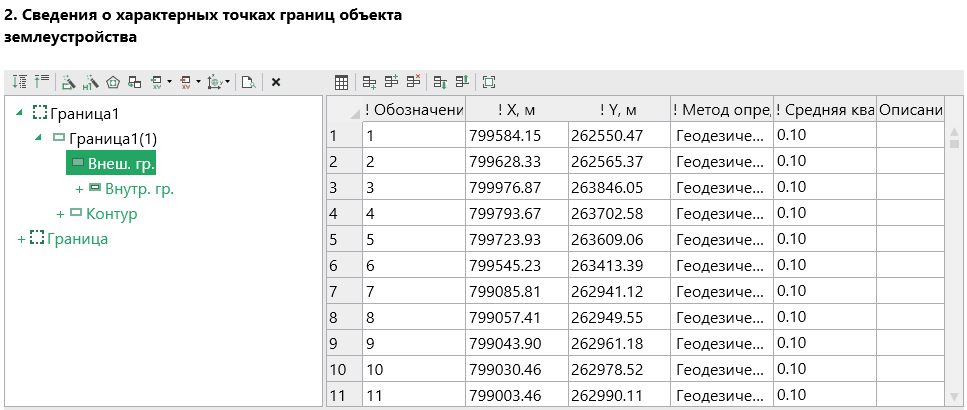 2. Сведения о характерных точках границ объекта
землеустройства
Граница1
Граница1(1)
Внеш. гр.
+ Внутр. гр.
+ Контур
+ Граница
! Обозначени ! X, м ! Y, м ! Метод опред ! Средняя ква Описани
1 1 799584.15 262550.47 Геодезиче... 0.10
2 2 799628.33 262565.37 Геодезиче... 0.10
3 3 799976.87 263846.05 Геодезиче... 0.10
4 4 799793.67 263702.58 Геодезиче... 0.10
5 5 799723.93 263609.06 Геодезиче... 0.10
6 6 799545.23 263413.39 Геодезиче... 0.10
7 7 799085.81 262941.12 Геодезиче... 0.10
8 8 799057.41 262949.55 Геодезиче... 0.10
9 9 799043.90 262961.18 Геодезиче... 0.10
10 10 799030.46 262978.52 Геодезиче... 0.10
11 11 799003.46 262990.11 Геодезиче... 0.10